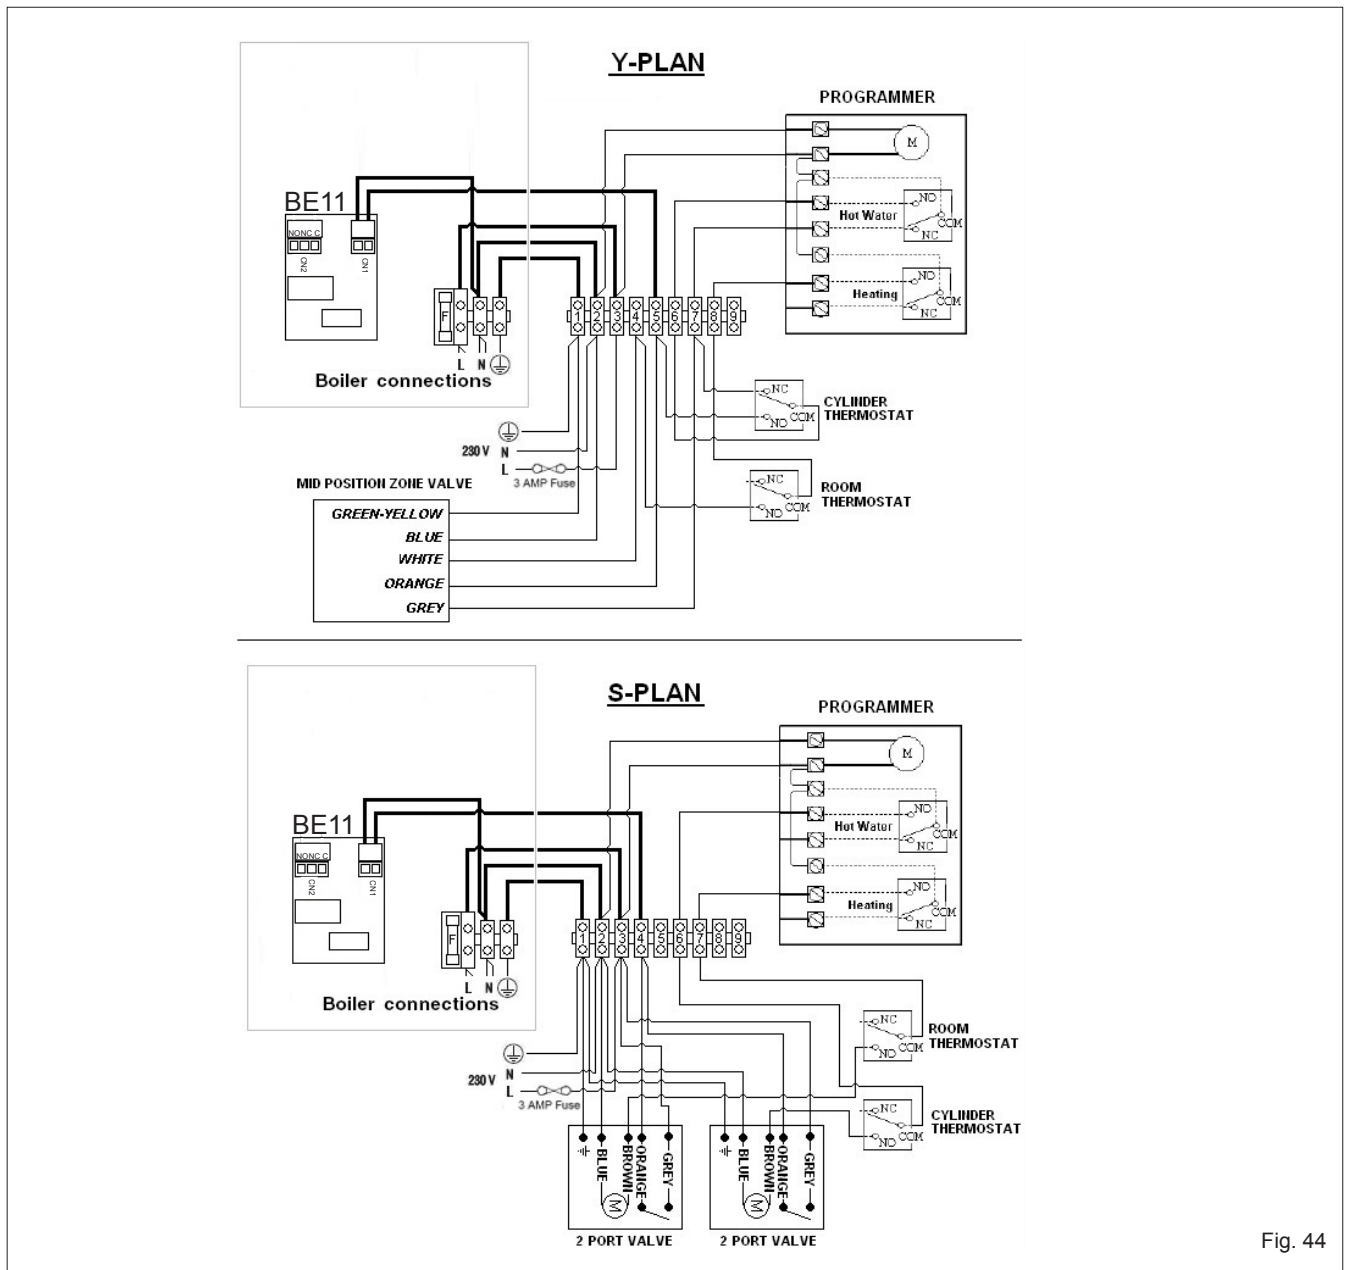 Y-PLAN
PROGRAMMER
M
NO
Hot Water
COM
NC
NO
Heating
COM
NC
BE11
NONC C
CN2
CN1
F
1 2 3 4 5 6 7 8 9
L N
Boiler connections
NC
COM
NO
CYLINDER
THERMOSTAT
230 V N
L
3 AMP Fuse
NC
COM
NO
ROOM
THERMOSTAT
MID POSITION ZONE VALVE
GREEN-YELLOW
BLUE
WHITE
ORANGE
GREY
S-PLAN
PROGRAMMER
M
NO
Hot Water
COM
NC
NO
Heating
COM
NC
BE11
NONC C
CN2
CN1
F
1 2 3 4 5 6 7 8 9
L N
Boiler connections
NC
COM
NO
ROOM
THERMOSTAT
230 V N
L
3 AMP Fuse
NC
COM
NO
CYLINDER
THERMOSTAT
BLUE
BROWN
ORANGE
GREY
M
2 PORT VALVE
BLUE
BROWN
ORANGE
GREY
M
2 PORT VALVE
Fig. 44